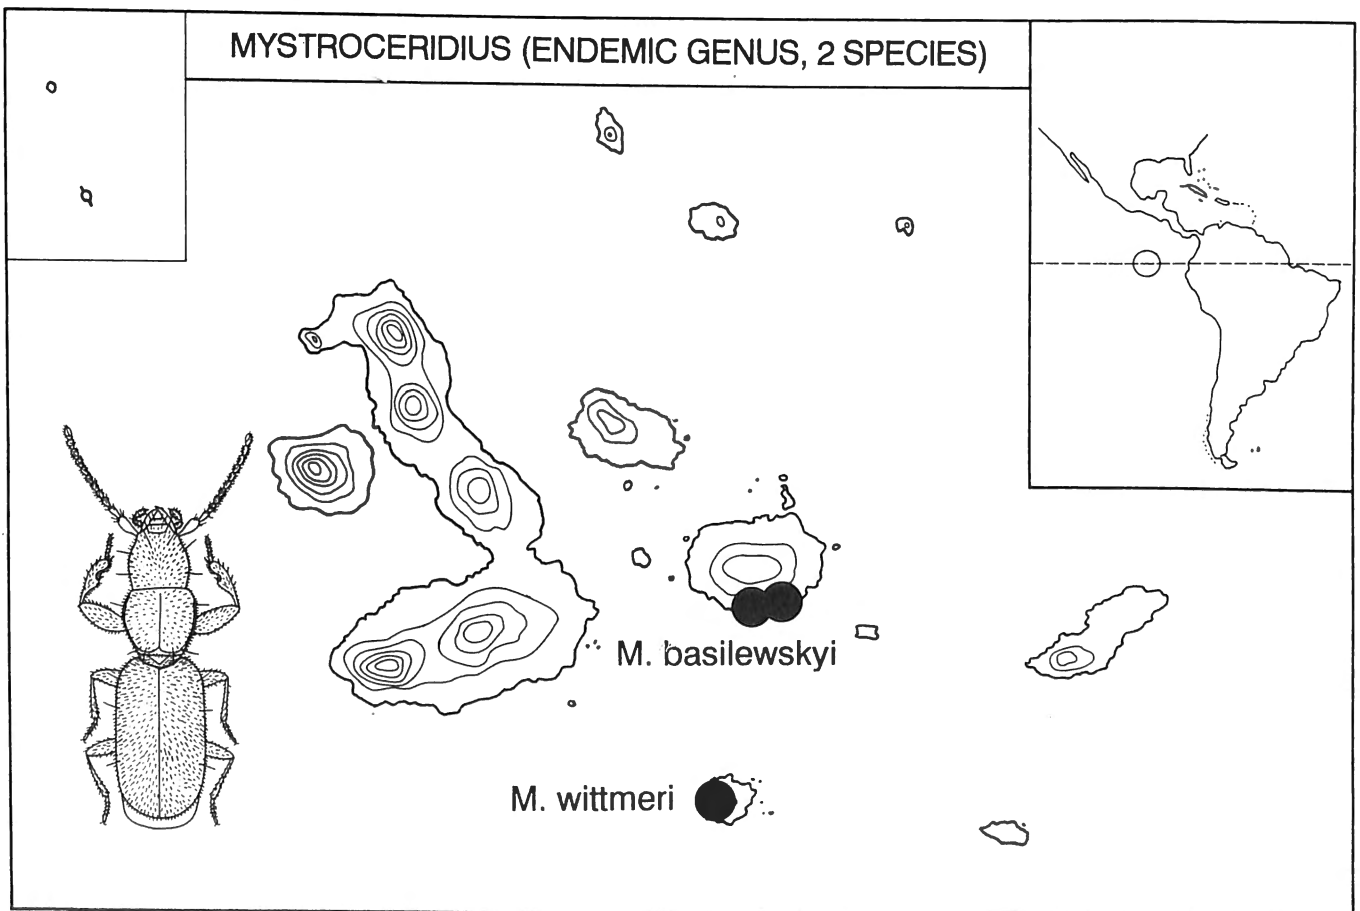 MYSTROCERIDIUS (ENDEMIC GENUS, 2 SPECIES)
M. basilewskyi
M. wittmeri